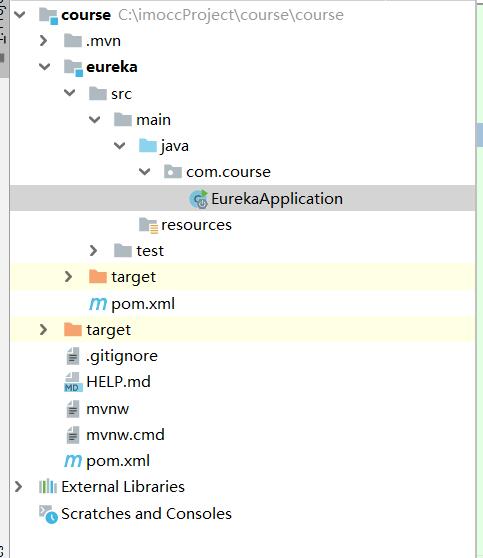 course C:\imoccProject\course\course
.mvn
eureka
src
main
java
com.course
EurekaApplication
resources
test
target
pom.xml
target
.gitignore
HELP.md
mvnw
mvnw.cmd
pom.xml
External Libraries
Scratches and Consoles